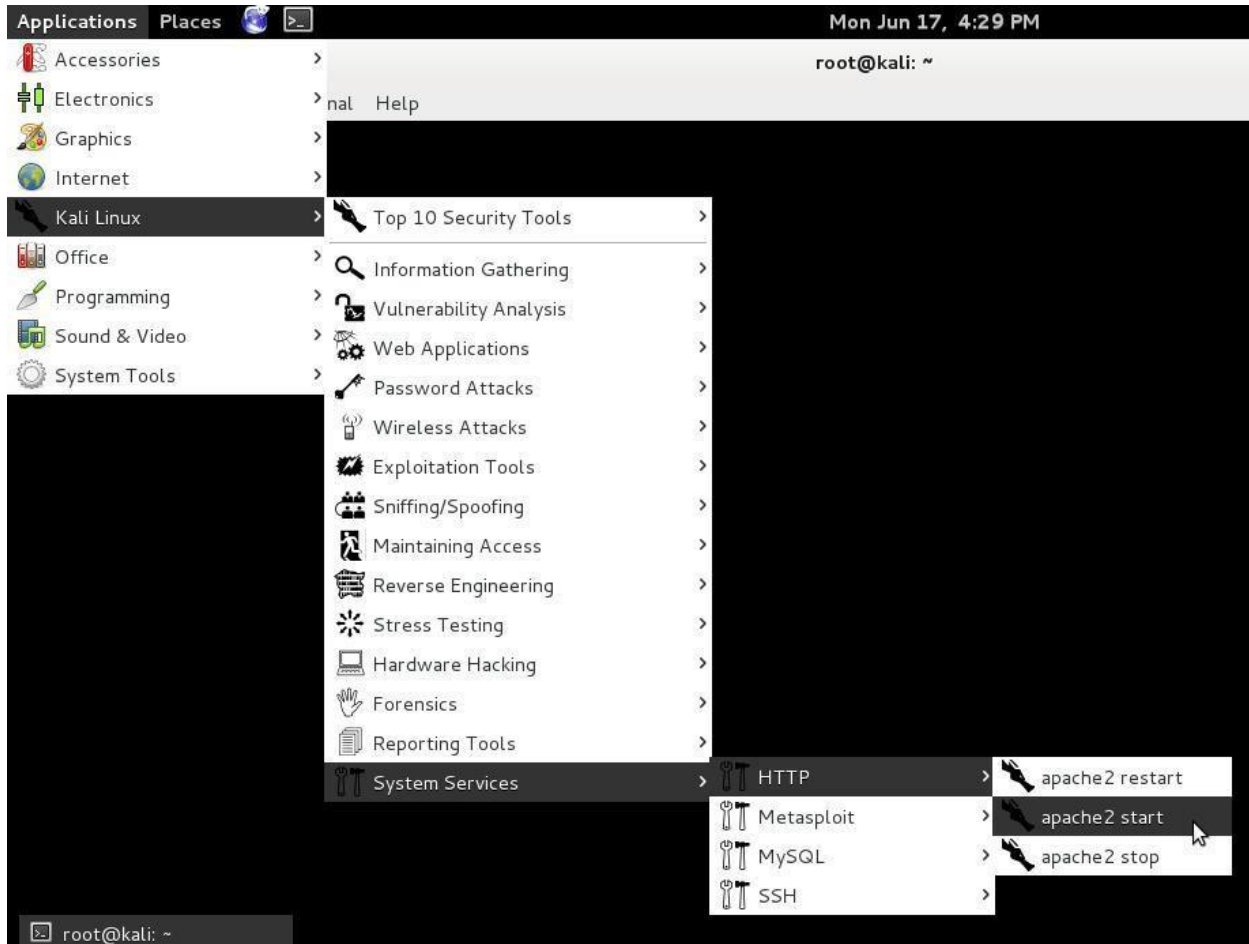 Applications Places Mon Jun 17, 4:29 PM
root@kali: ~
nal Help
Accessories
Electronics
Graphics
Internet
Kali Linux
Office
Programming
Sound & Video
System Tools
Top 10 Security Tools
Information Gathering
Vulnerability Analysis
Web Applications
Password Attacks
Wireless Attacks
Exploitation Tools
Sniffing/Spoofing
Maintaining Access
Reverse Engineering
Stress Testing
Hardware Hacking
Forensics
Reporting Tools
System Services
HTTP
Metasploit
MySQL
SSH
apache2 restart
apache2 start
apache2 stop
root@kali: ~